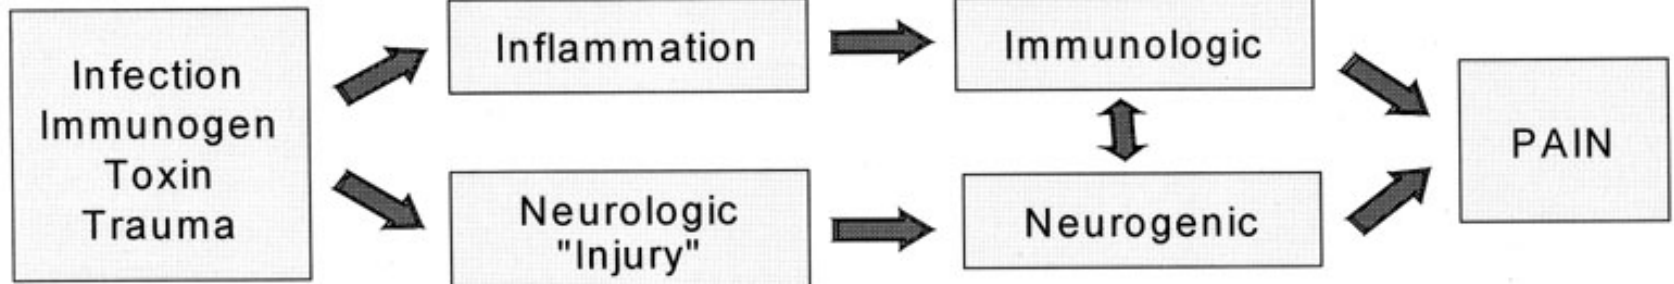 Infection
Immunogen
Toxin
Trauma
Inflammation
Neurologic
"Injury"
Immunologic
Neurogenic
PAIN